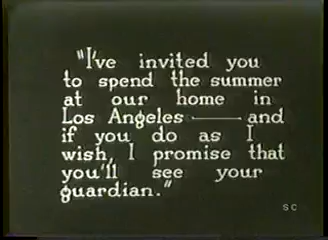 "I've invited you
to spend the summer
at our home in
Los Angeles —— and
if you do as I
wish, I promise that
you'll see your
guardian."
S C